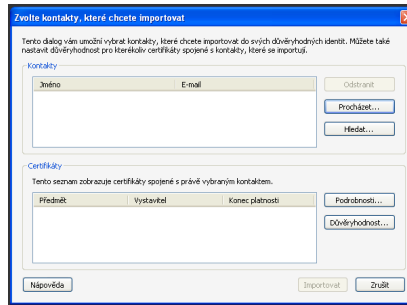 Zvolte kontakty, které chcete importovat
Tento dialog vám umožní vybrat kontakty, které chcete importovat do svých důvěryhodných identit. Můžete také
nastavit důvěryhodnost pro kterékoliv certifikáty spojené s kontakty, které se importují.
Kontakty
Jméno E-mail
Odstranit
Procházet...
Hledat...
Certifikáty
Tento seznam zobrazuje certifikáty spojené s právě vybraným kontaktem.
Předmět Vystavitel Konec platnosti
Podrobnosti...
Důvěryhodnost...
Nápověda Importovat Zrušit